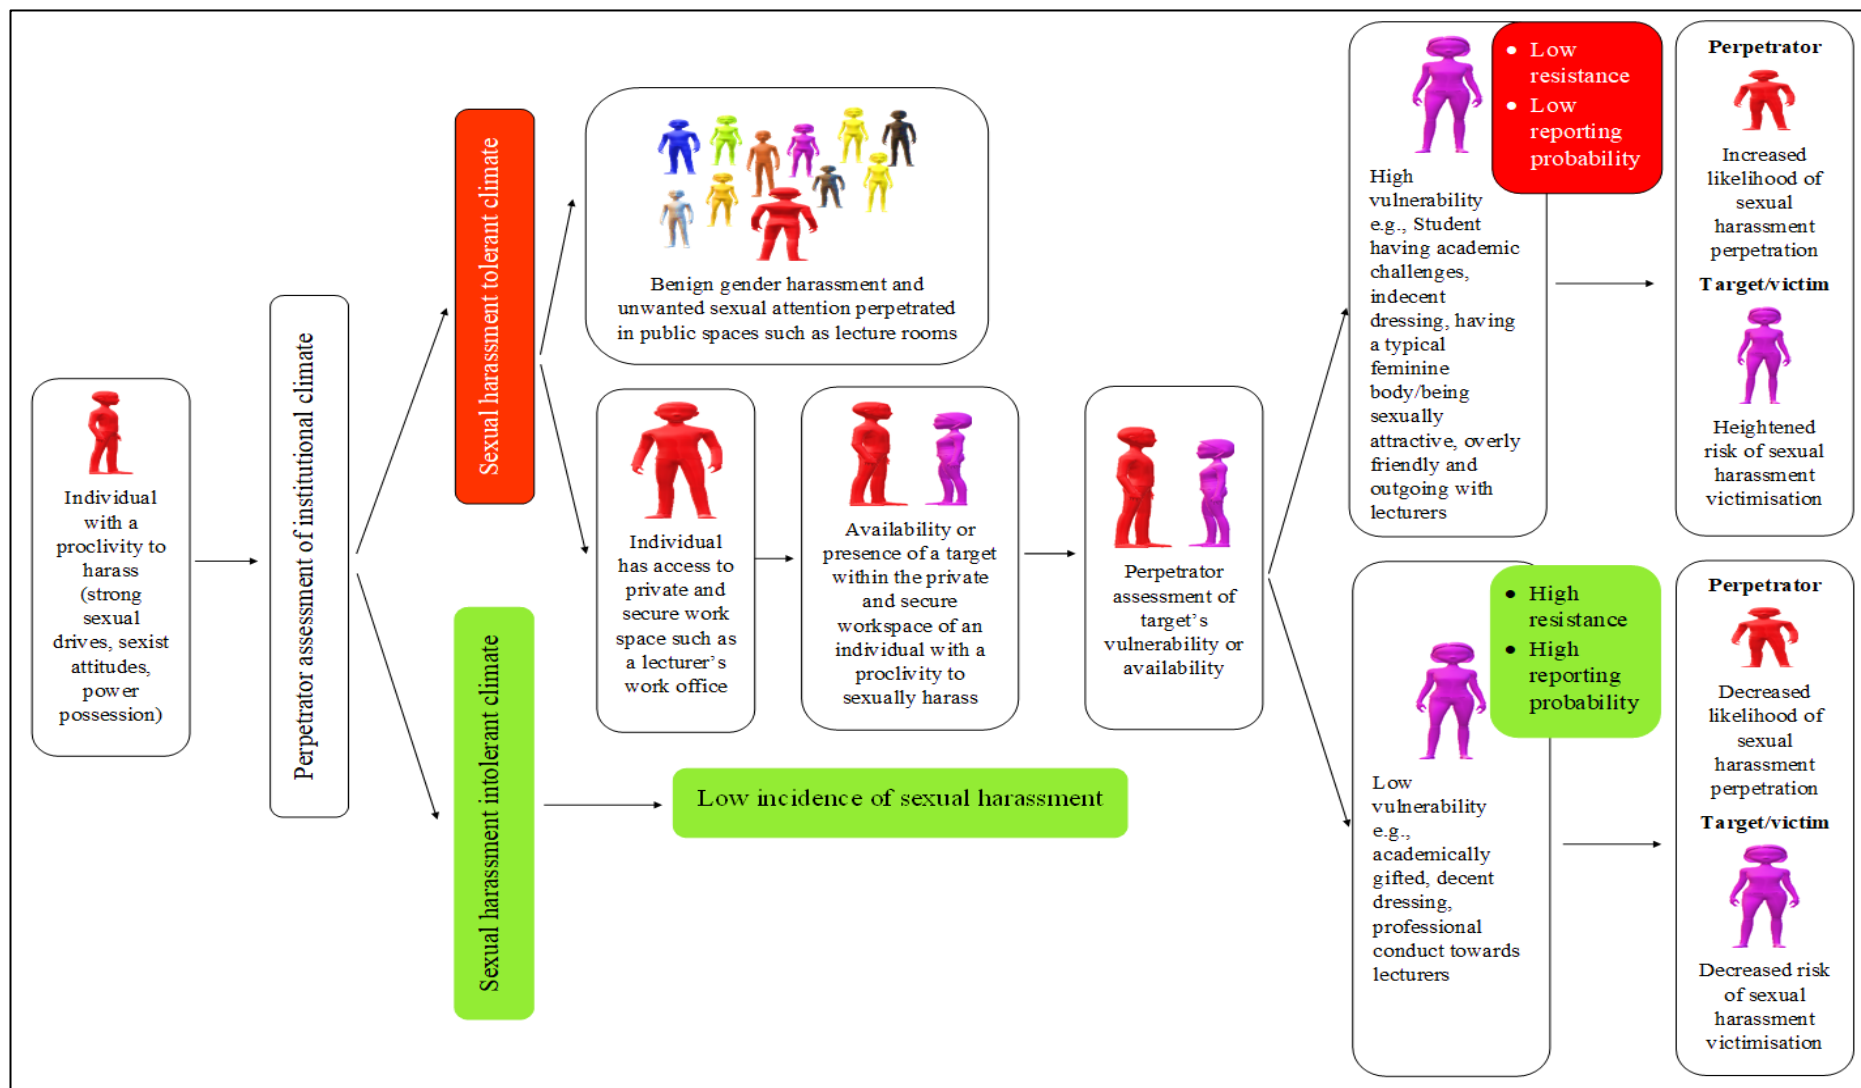 Individual
with a
proclivity to
harass
(strong
sexual
drives, sexist
attitudes,
power
possession)
Perpetrator assessment of institutional climate
Sexual harassment tolerant climate
Sexual harassment intolerant climate
Benign gender harassment and
unwanted sexual attention perpetrated
in public spaces such as lecture rooms
Individual
has access to
private and
secure work
space such as
a lecturer's
work office
Availability or
presence of a target
within the private
and secure
workspace of an
individual with a
proclivity to
sexually harass
Perpetrator
assessment of
target's
vulnerability or
availability
Low incidence of sexual harassment
• Low
resistance
• Low
reporting
probability
High
vulnerability
e.g., Student
having academic
challenges,
indecent
dressing, having
a typical
feminine
body/being
sexually
attractive, overly
friendly and
outgoing with
lecturers
Perpetrator
Increased
likelihood of
sexual
harassment
perpetration
Target/victim
Heightened
risk of sexual
harassment
victimisation
• High
resistance
• High
reporting
probability
Low
vulnerability
e.g.,
academically
gifted, decent
dressing,
professional
conduct towards
lecturers
Perpetrator
Decreased
likelihood of
sexual
harassment
perpetration
Target/victim
Decreased risk
of sexual
harassment
victimisation